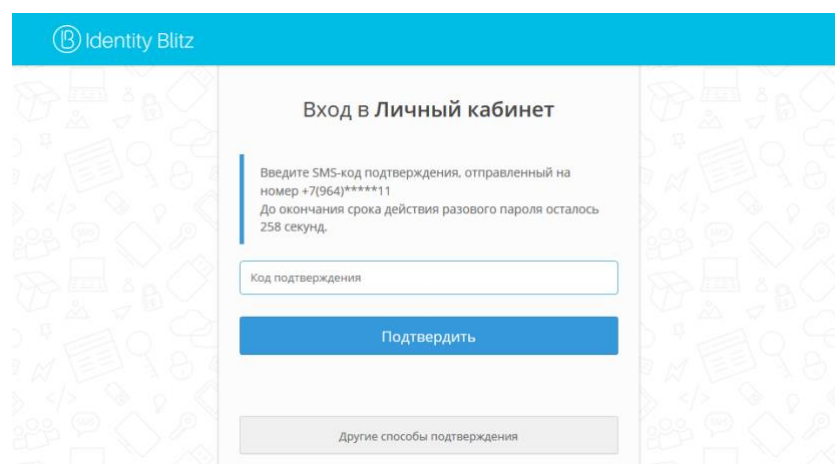 Identity Blitz
Вход в Личный кабинет
Введите SMS-код подтверждения, отправленный на
номер +7(964)*****11
До окончания срока действия разового пароля осталось
258 секунд.
Код подтверждения
Подтвердить
Другие способы подтверждения